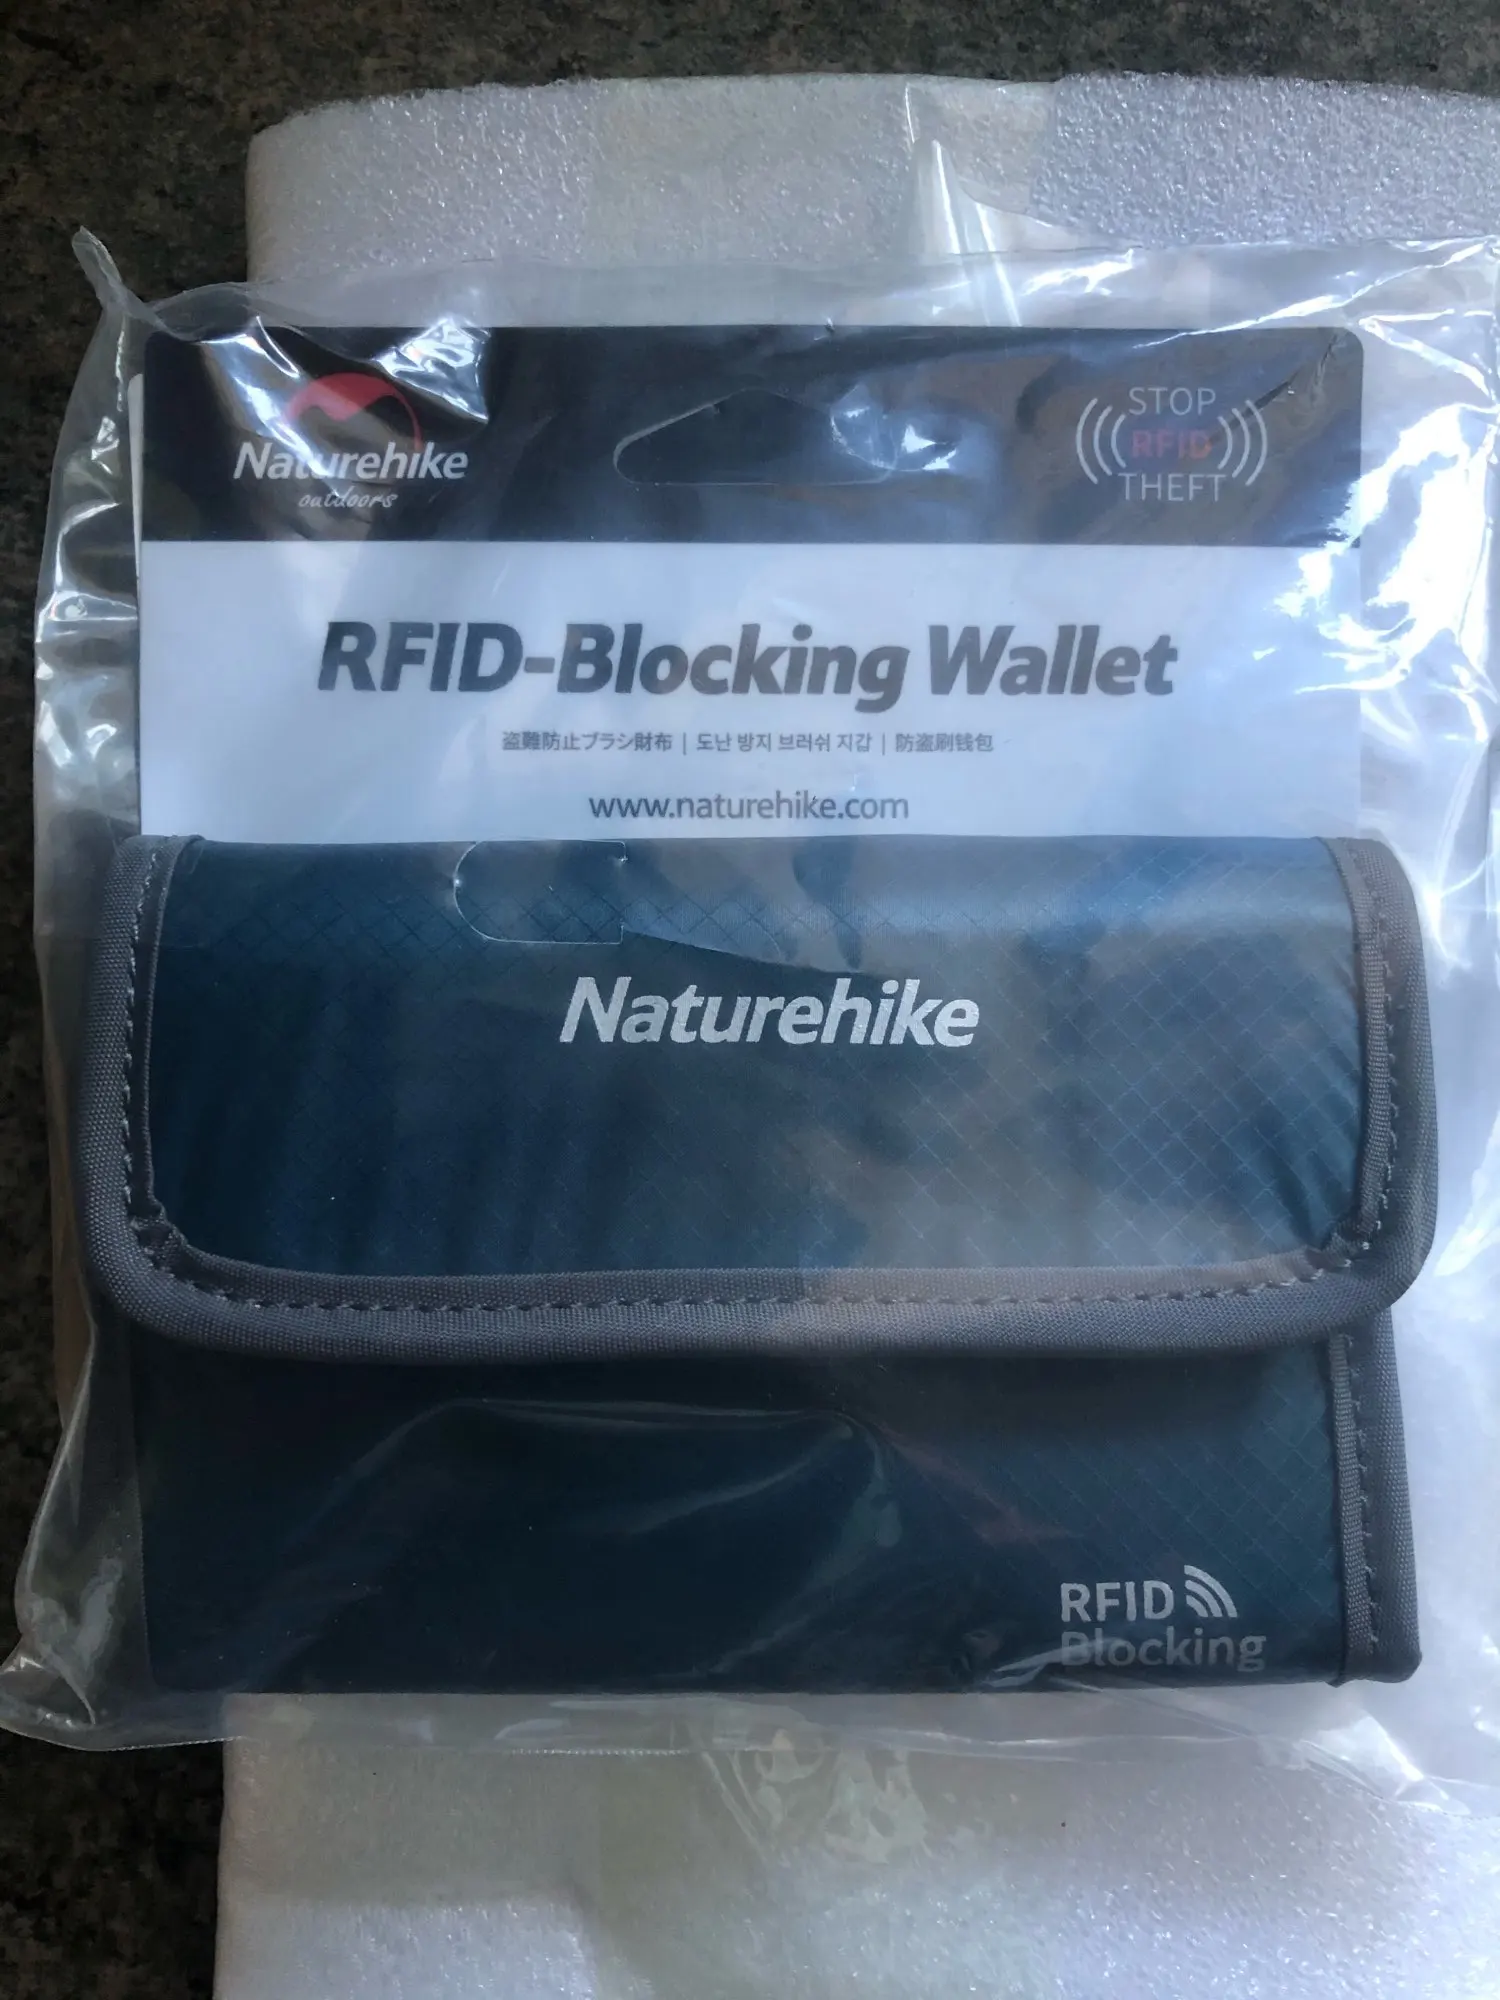 Naturehike
outdoors
STOP
RFID
THEFT
RFID-Blocking Wallet
盗難防止ブラシ財布 | 도난 방지 브러쉬 지갑 | 防盗刷钱包
www.naturehike.com
Naturehike
RFID
Blocking